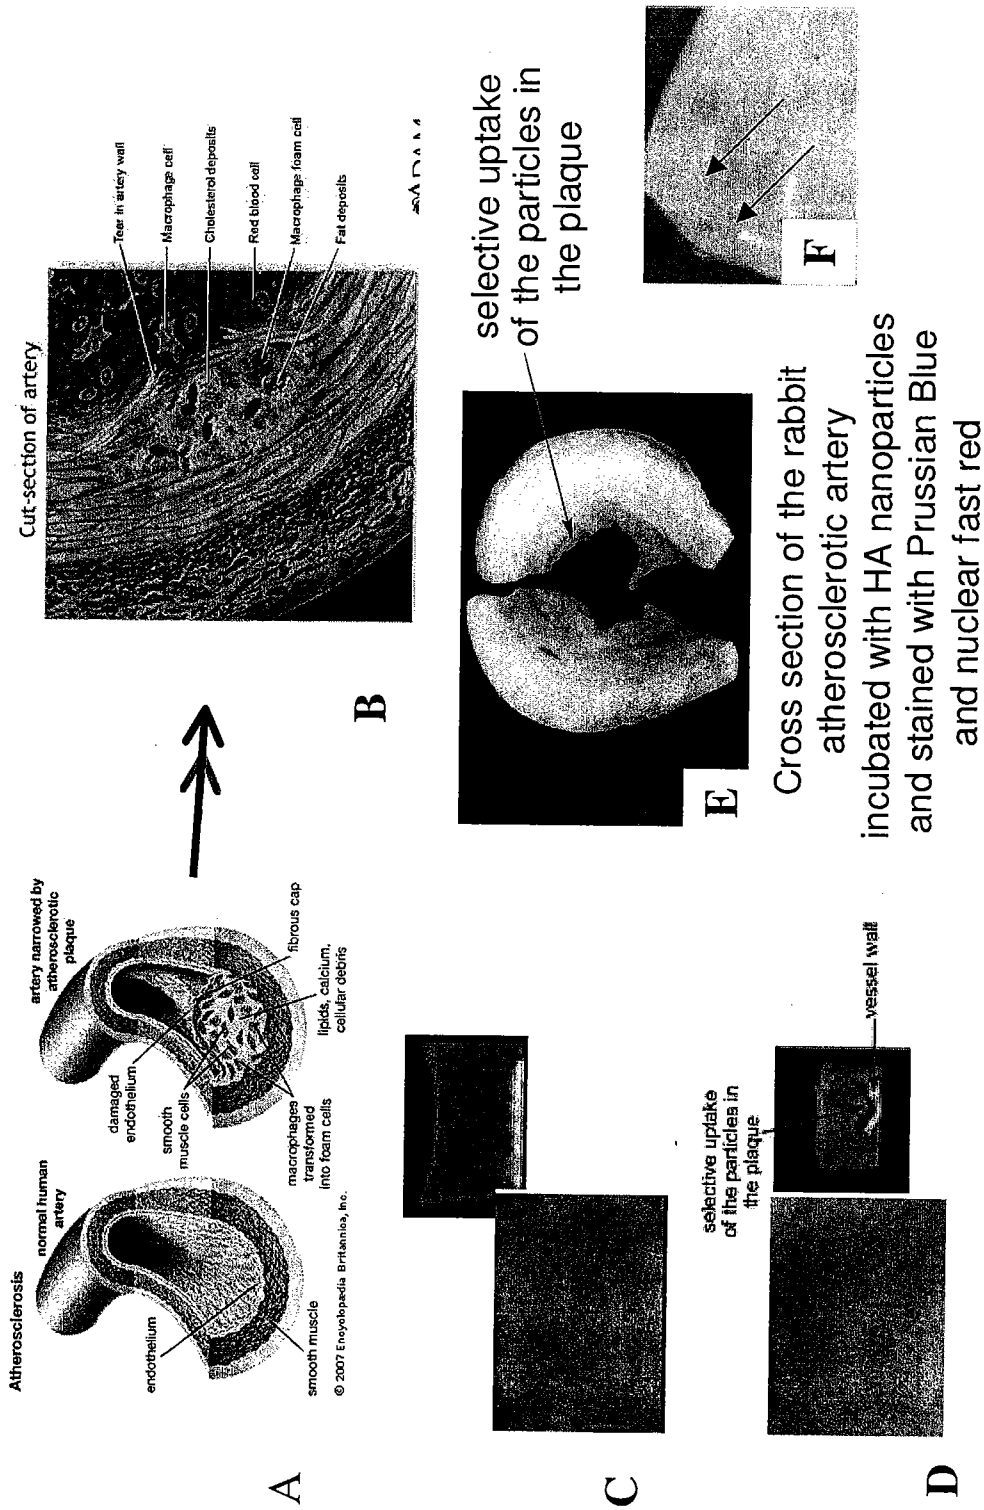 A
Atherosclerosis
normal human
artery
endothelium
smooth muscle
artery narrowed by
atherosclerotic
plaque
damaged
endothelium
smooth
muscle cells
macrophages
transformed
into foam cells
fibrous cap
lipids, calcium,
cellular debris
© 2007 Encyclopædia Britannica, Inc.
B
Cut-section of artery
Tear in artery wall
Macrophage cell
Cholesterol deposits
Red blood cell
Macrophage foam cell
Fat deposits
C
D
selective uptake
of the particles in
the plaque
vessel wall
E
selective uptake
of the particles in
the plaque
F
Cross section of the rabbit
atherosclerotic artery
incubated with HA nanoparticles
and stained with Prussian Blue
and nuclear fast red